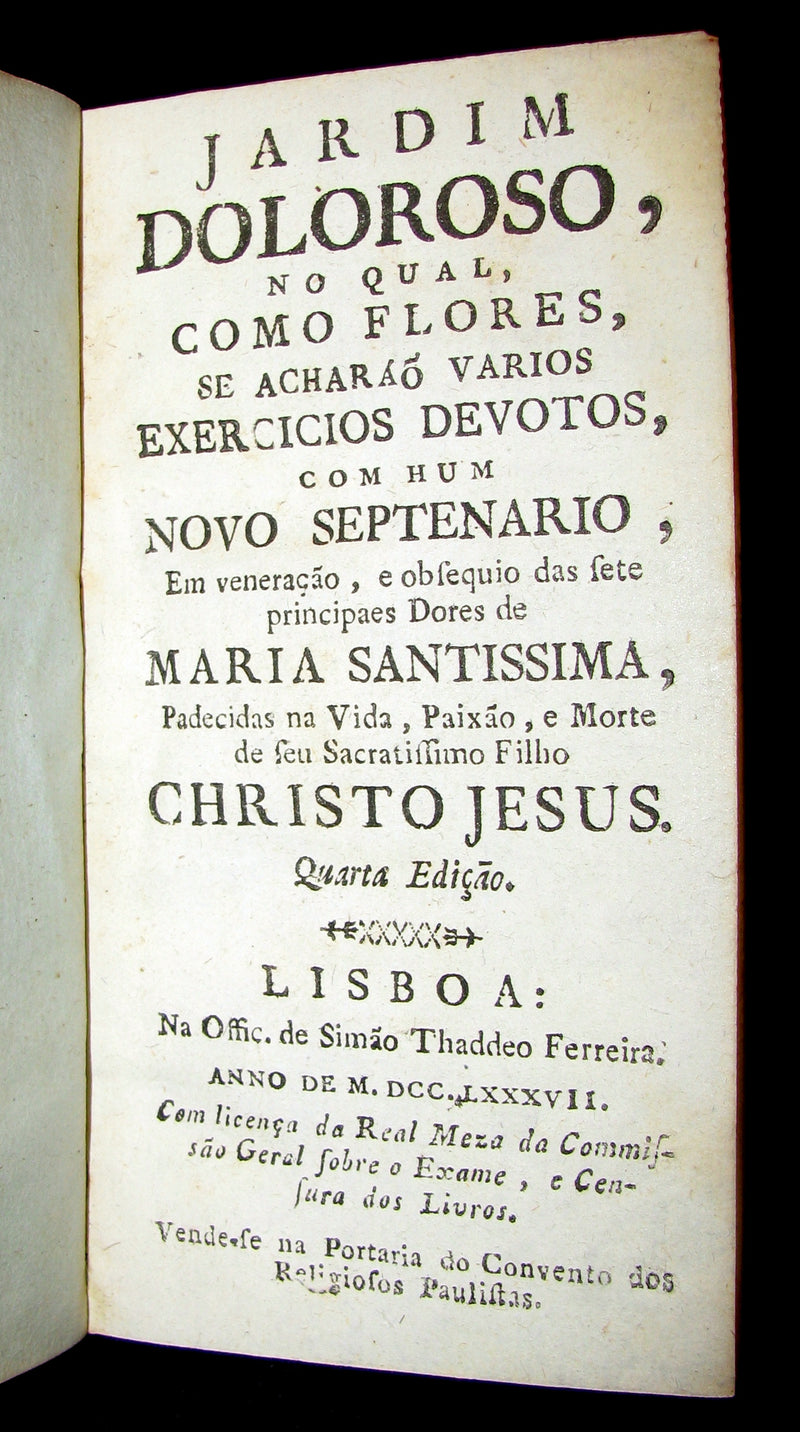 JARDIM
DOLOROSO,
NO QUAL,
COMO FLORES,
SE ACHARÁÕ VARIOS
EXERCICIOS DEVOTOS,
COM HUM
NOVO SEPTENARIO ,
Em veneração , e obſequio das ſete
principaes Dores de
MARIA SANTISSIMA,
Padecidas na Vida , Paixão , e Morte
de ſeu Sacratiſſimo Filho
CHRISTO JESUS.
Quarta Edição.
LISBOA:
Na Offic. de Simão Thaddeo Ferreira.
ANNO DE M. DCC. LXXXVII.
Com licença da Real Meza da Commiſ-
são Geral ſobre o Exame , e Cen-
ſura dos Livros.
Vende-ſe na Portaria do Convento dos
Religioſos Pauliſtas.